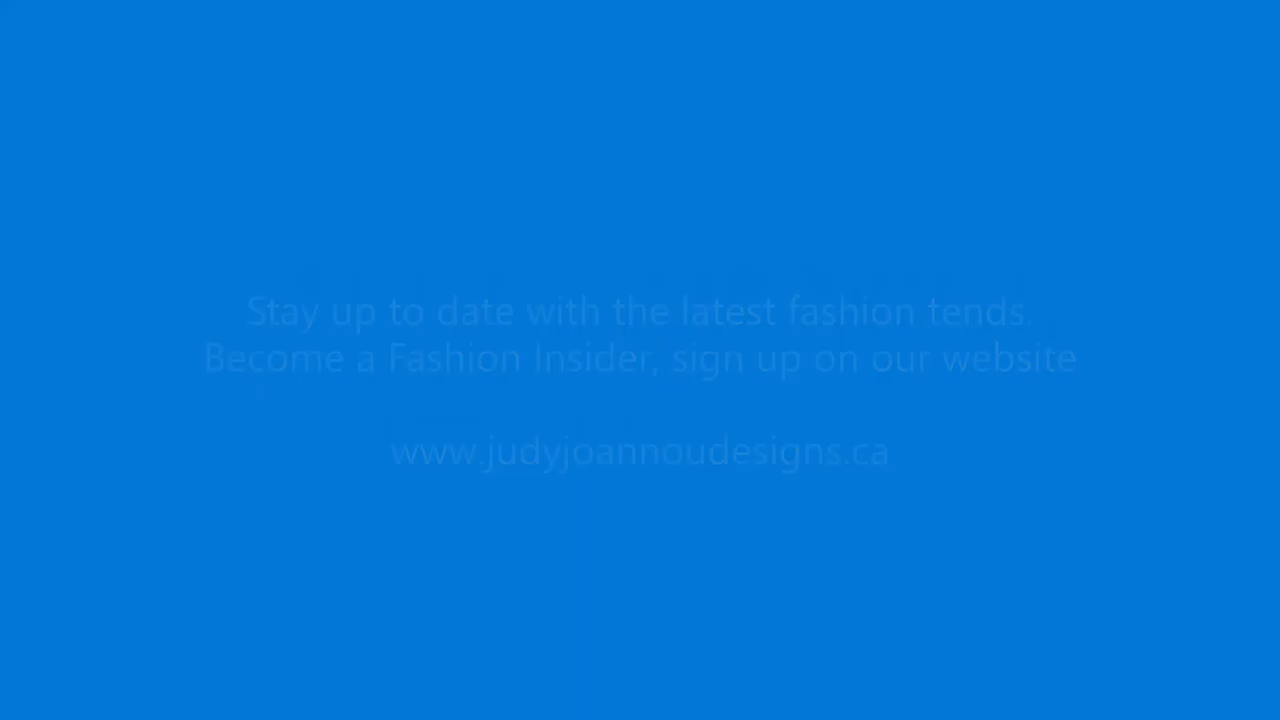 Stay up to date with the latest fashion tends.
Become a Fashion Insider, sign up on our website
www.judyjoannoudesigns.ca